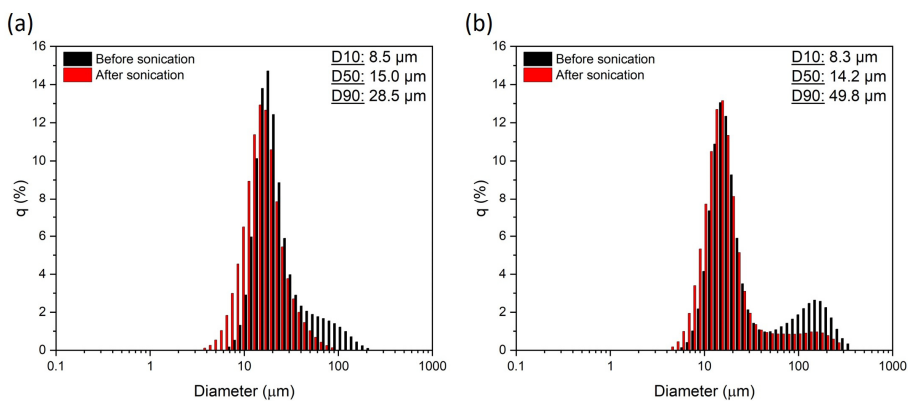 (a)
Before sonication
After sonication
D10: 8.5 μm
D50: 15.0 μm
D90: 28.5 μm
16
14
12
10
8
6
4
2
0
q (%)
0.1
1
10
100
1000
Diameter (μm)
(b)
Before sonication
After sonication
D10: 8.3 μm
D50: 14.2 μm
D90: 49.8 μm
16
14
12
10
8
6
4
2
0
q (%)
0.1
1
10
100
1000
Diameter (μm)